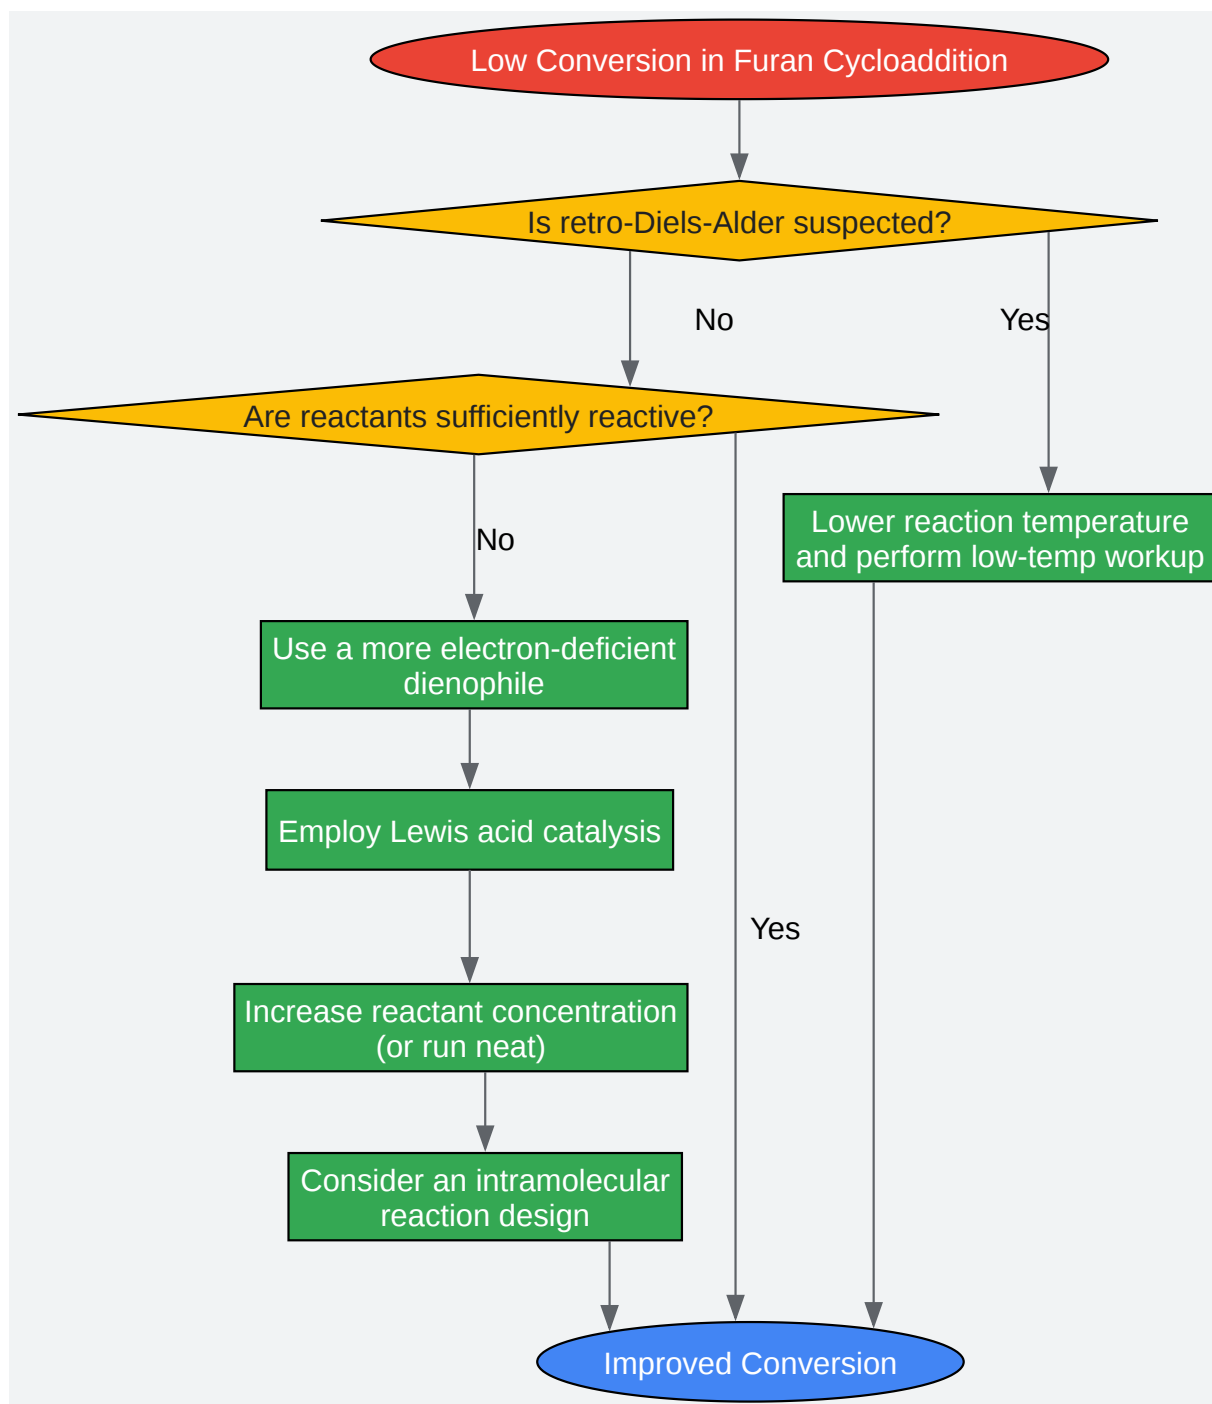 Low Conversion in Furan Cycloaddition
Is retro-Diels-Alder suspected?
No
Yes
Are reactants sufficiently reactive?
Lower reaction temperature
and perform low-temp workup
No
Use a more electron-deficient
dienophile
Employ Lewis acid catalysis
Yes
Increase reactant concentration
(or run neat)
Consider an intramolecular
reaction design
Improved Conversion